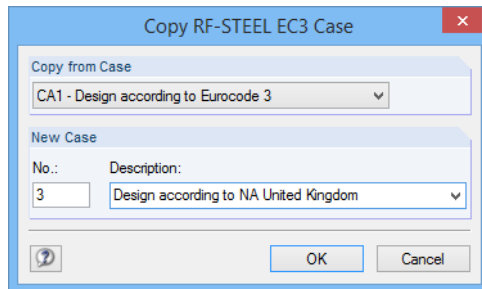 Copy RF-STEEL EC3 Case
Copy from Case
CA1 - Design according to Eurocode 3
New Case
No.: Description:
3 Design according to NA United Kingdom
OK Cancel